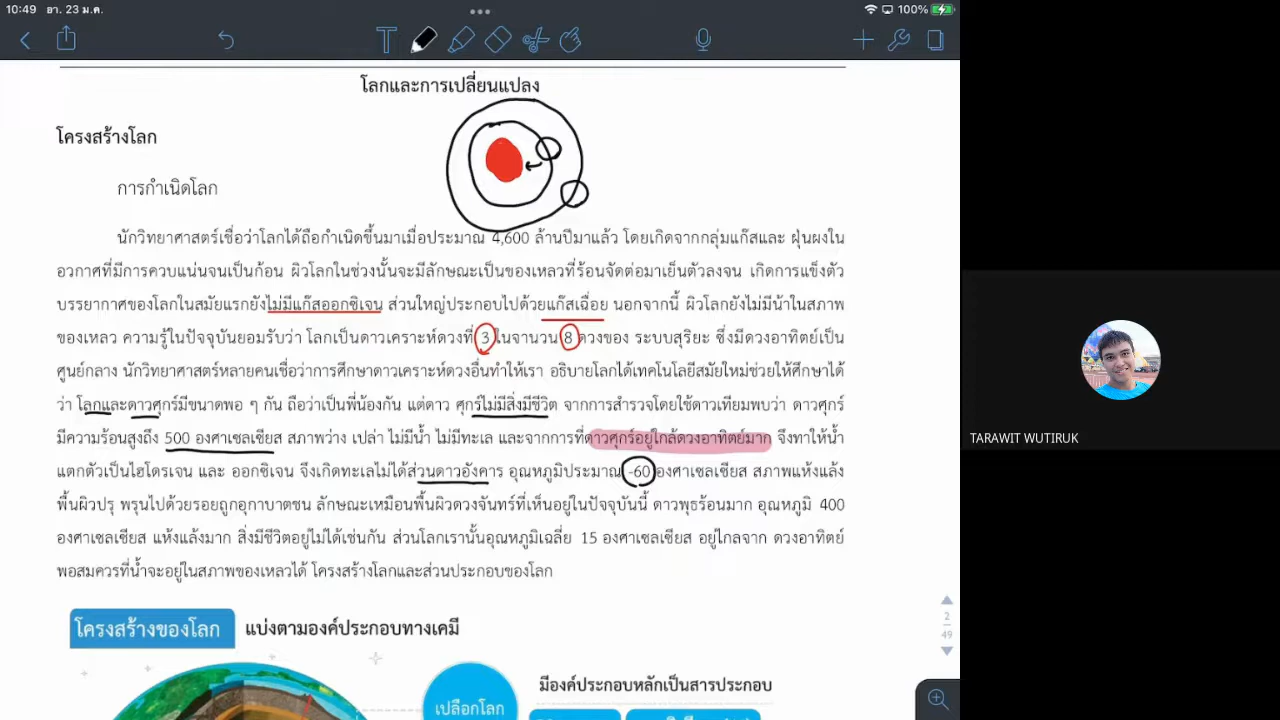 10:49 อา. 23 ม.ค.
100%
โลกและการเปลี่ยนแปลง
โครงสร้างโลก
การกำเนิดโลก
นักวิทยาศาสตร์เชื่อว่าโลกได้ถือกำเนิดขึ้นมาเมื่อประมาณ 4,600 ล้านปีมาแล้ว โดยเกิดจากกลุ่มแก๊สและ ฝุ่นผงใน
อวกาศที่มีการควบแน่นจนเป็นก้อน ผิวโลกในช่วงนั้นจะมีลักษณะเป็นของเหลวที่ร้อนจัดต่อมาเย็นตัวลงจน เกิดการแข็งตัว
บรรยากาศของโลกในสมัยแรกยังไม่มีแก๊สออกซิเจน ส่วนใหญ่ประกอบไปด้วยแก๊สเฉื่อย นอกจากนี้ ผิวโลกยังไม่มีน้ำในสภาพ
ของเหลว ความรู้ในปัจจุบันยอมรับว่า โลกเป็นดาวเคราะห์ดวงที่ 3 ในจานวน 8 ดวงของ ระบบสุริยะ ซึ่งมีดวงอาทิตย์เป็น
ศูนย์กลาง นักวิทยาศาสตร์หลายคนเชื่อว่าการศึกษาดาวเคราะห์ดวงอื่นทำให้เรา อธิบายโลกได้เทคโนโลยีสมัยใหม่ช่วยให้ศึกษาได้
ว่า โลกและดาวศุกร์มีขนาดพอ ๆ กัน ถือว่าเป็นพี่น้องกัน แต่ดาว ศุกร์ไม่มีสิ่งมีชีวิต จากการสำรวจโดยใช้ดาวเทียมพบว่า ดาวศุกร์
มีความร้อนสูงถึง 500 องศาเซลเซียส สภาพว่าง เปล่า ไม่มีน้ำ ไม่มีทะเล และจากการที่ดาวศุกร์อยู่ใกล้ดวงอาทิตย์มาก จึงทำให้น้ำ
แตกตัวเป็นไฮโดรเจน และ ออกซิเจน จึงเกิดทะเลไม่ได้ส่วนดาวอังคาร อุณหภูมิประมาณ -60 องศาเซลเซียส สภาพแห้งแล้ง
พื้นผิวปรุ พรุนไปด้วยรอยถูกอุกาบาตชน ลักษณะเหมือนพื้นผิวดวงจันทร์ที่เห็นอยู่ในปัจจุบันนี้ ดาวพุธร้อนมาก อุณหภูมิ 400
องศาเซลเซียส แห้งแล้งมาก สิ่งมีชีวิตอยู่ไม่ได้เช่นกัน ส่วนโลกเรานั้นอุณหภูมิเฉลี่ย 15 องศาเซลเซียส อยู่ไกลจาก ดวงอาทิตย์
พอสมควรที่น้ำจะอยู่ในสภาพของเหลวได้ โครงสร้างโลกและส่วนประกอบของโลก
โครงสร้างของโลก แบ่งตามองค์ประกอบทางเคมี
มีองค์ประกอบหลักเป็นสารประกอบ
เปลือกโลก
2
49
TARAWIT WUTIRUK